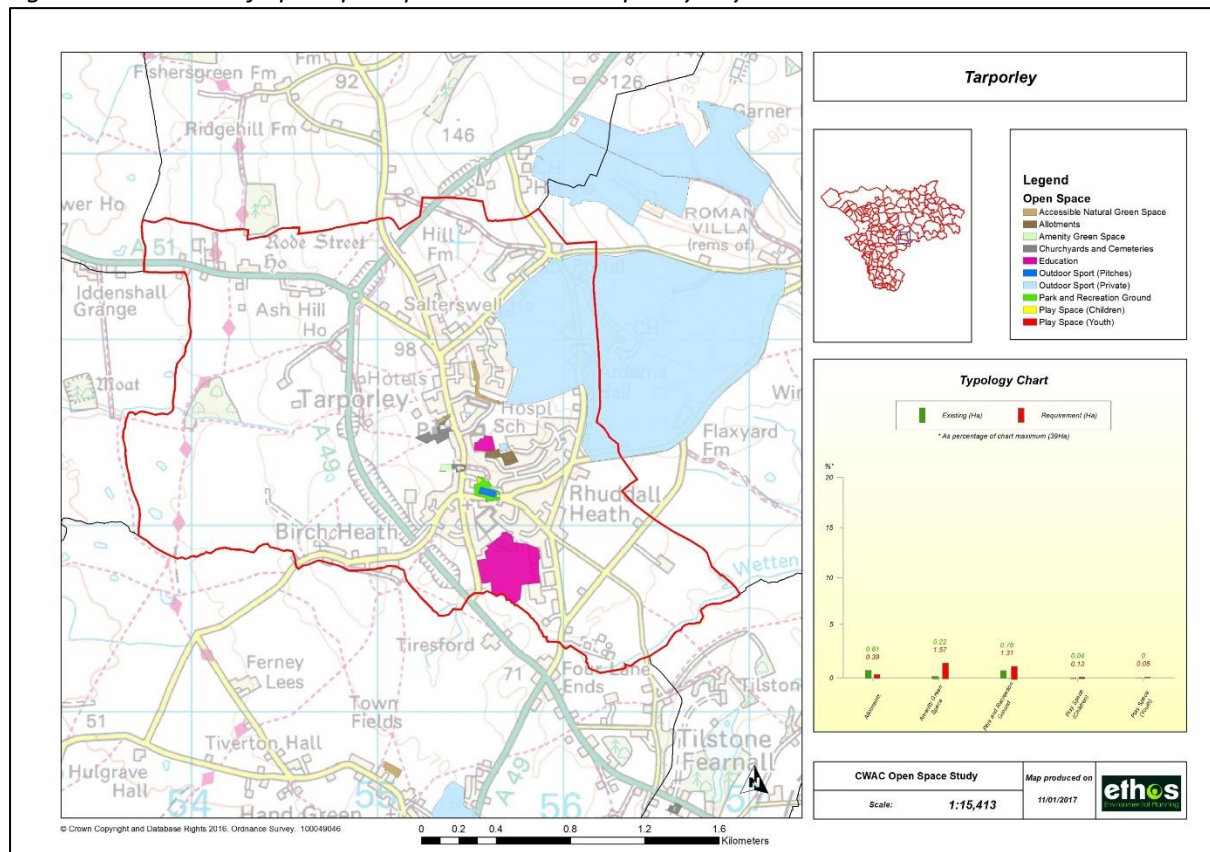 Tarporley
Fishersgreen Fm
Fm
92
126
Garner
Ridgehill Fm
146
ower Ho
ROMAN
VILLA
(rems of)
A 51
Rode Street
Ho
Hill
Fm
Iddenshall
Grange
Ash Hill
Ho
Salterswell
98
Moat
Hotels
Tarporley
Hospl
Sch
A 49
Flaxyard
Fm
Rhuddall
Heath
Birch Heath
Wetten
Tiresford
71
Four Lane
Ends
Ferney
Lees
51
Town
Fields
Tiverton Hall
Tilstone
Fearnall
Hulgrave
Hall
54
Hand Green
A 49
56
N
© Crown Copyright and Database Rights 2016. Ordnance Survey. 100049046
0 0.2 0.4 0.8 1.2 1.6
Kilometers
Legend
Open Space
Accessible Natural Green Space
Allotments
Amenity Green Space
Churchyards and Cemeteries
Education
Outdoor Sport (Pitches)
Outdoor Sport (Private)
Park and Recreation Ground
Play Space (Children)
Play Space (Youth)
Typology Chart
Existing (Ha) Requirement (Ha)
* As percentage of chart maximum (39Ha)
%*
20
15
10
5
0
0.81
0.39
0.22
1.57
0.76
1.31
0.04
0.13
0
0.08
Allotments
Amenity Green
Space
Park and Recreation
Ground
Play Space
(Children)
Play Space
(Youth)
CWAC Open Space Study
Scale: 1:15,413
Map produced on
11/01/2017
ethos
Environmental Planning